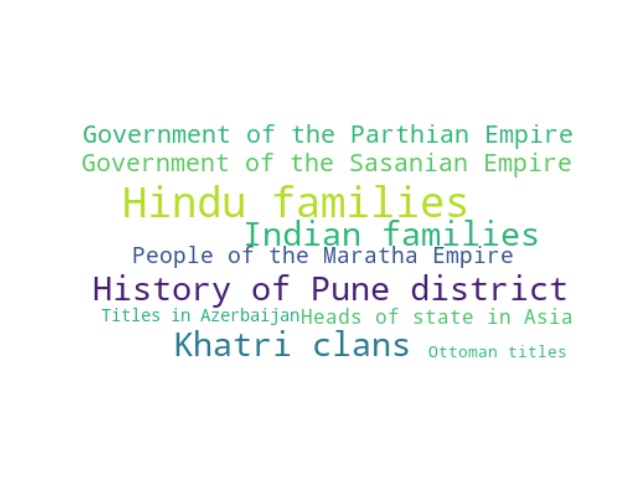 Government of the Parthian Empire
Government of the Sasanian Empire
Hindu families
Indian families
People of the Maratha Empire
History of Pune district
Titles in Azerbaijan Heads of state in Asia
Khatri clans Ottoman titles